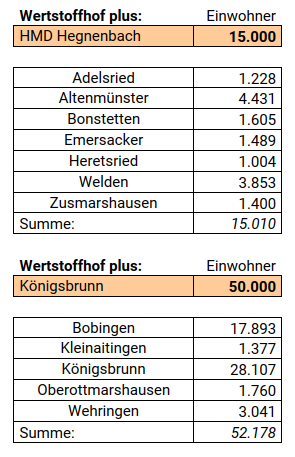 Wertstoffhof plus: Einwohner
HMD Hegnenbach 15.000
Adelsried 1.228
Altenmünster 4.431
Bonstetten 1.605
Emersacker 1.489
Heretsried 1.004
Welden 3.853
Zusmarshausen 1.400
Summe: 15.010
Wertstoffhof plus: Einwohner
Königsbrunn 50.000
Bobingen 17.893
Kleinaitingen 1.377
Königsbrunn 28.107
Oberottmarshausen 1.760
Wehringen 3.041
Summe: 52.178